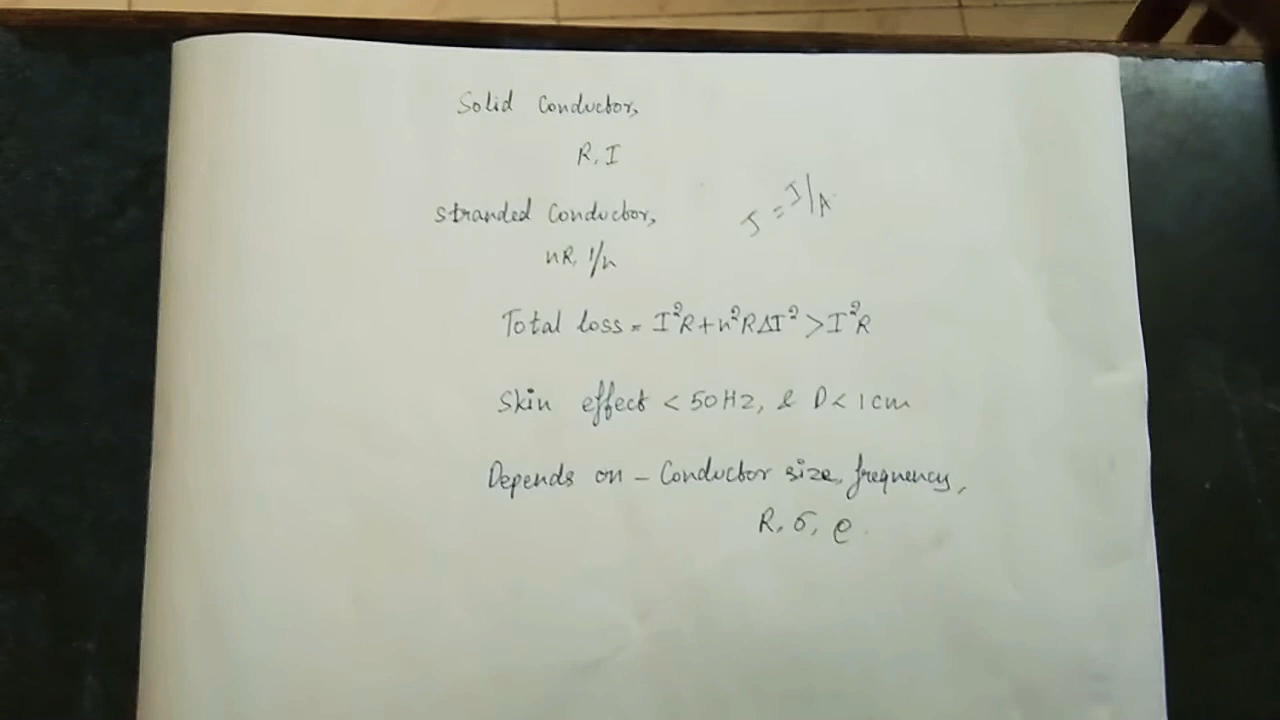 Solid Conductor,
R, I
Stranded Conductor,
J = I/A
nR, I/n
Total loss = I²R + n²RΔI² > I²R
Skin effect < 50Hz, & D < 1cm
Depends on - Conductor size, frequency,
R, σ, ρ.